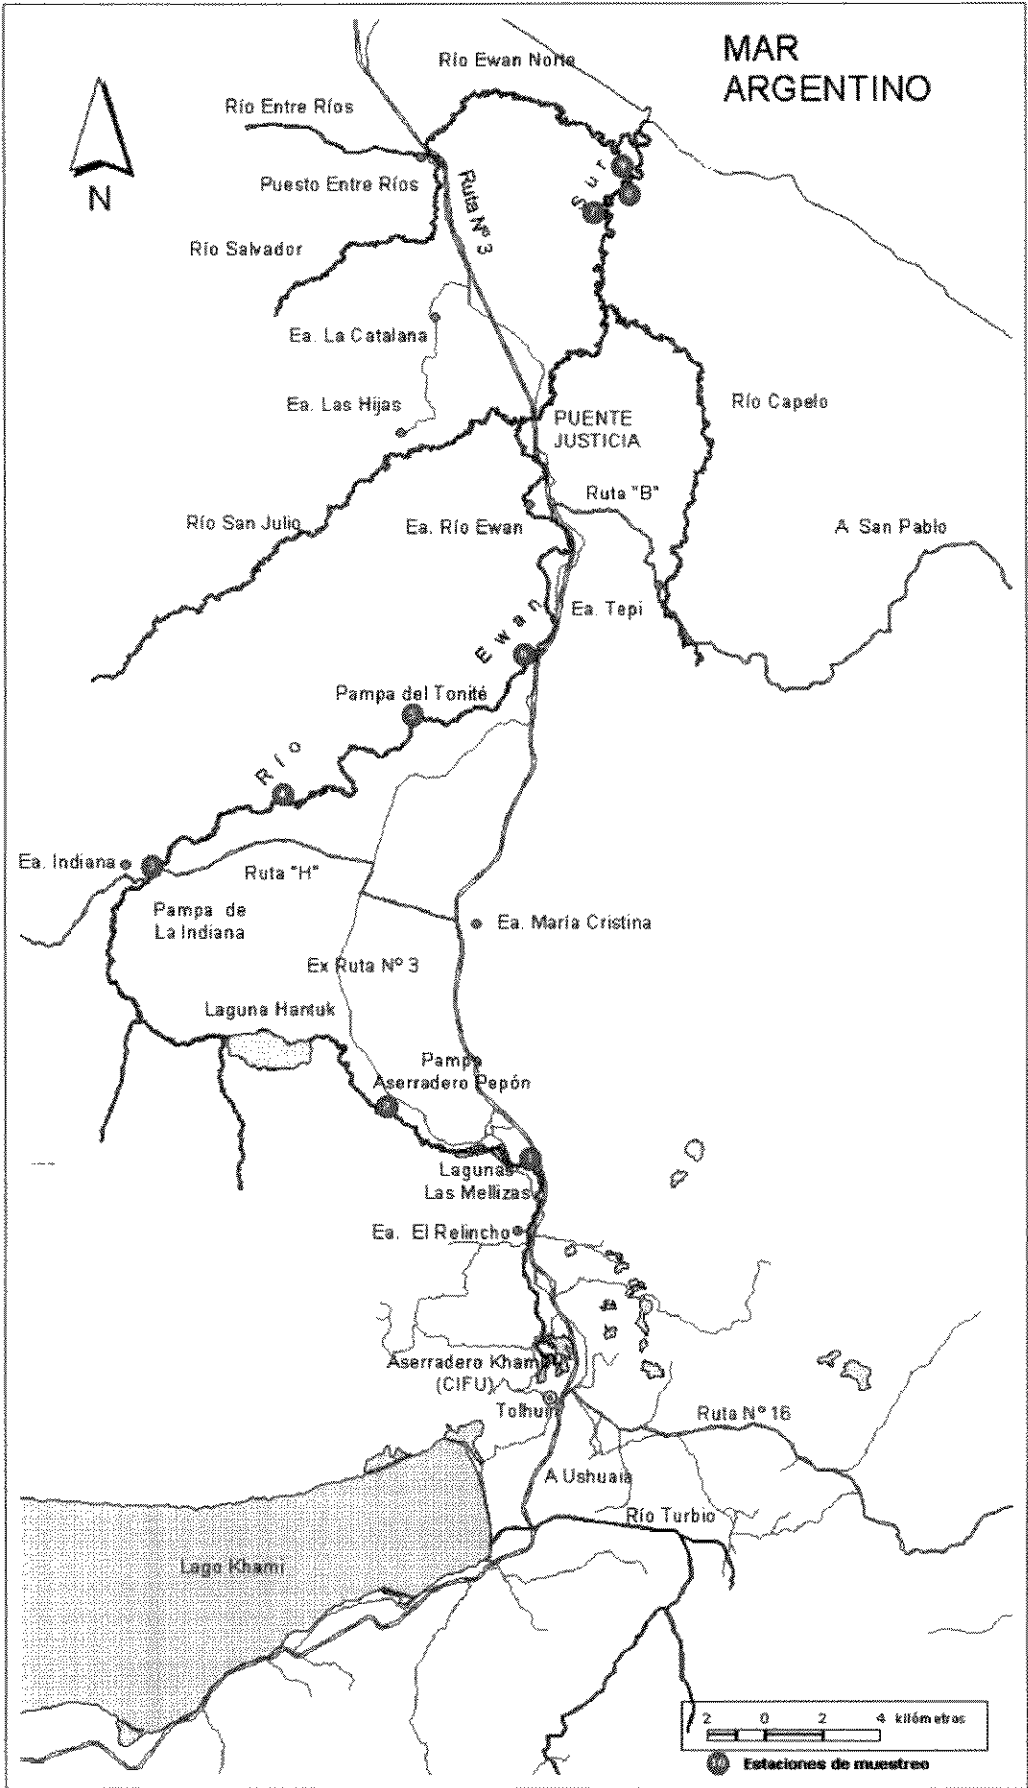 MAR
ARGENTINO
Río Ewan Norte
Río Entre Ríos
N
Puesto Entre Ríos
Ruta Nº 3
Sur
Río Salvador
Ea. La Catalana
Ea. Las Hijas
Río Capelo
PUENTE
JUSTICIA
Ruta "B"
Río San Julio
Ea. Río Ewan
A San Pablo
Ea. Tepi
Río Ewan
Pampa del Tonité
Ea. Indiana
Ruta "H"
Pampa de
La Indiana
Ea. María Cristina
Ex Ruta Nº 3
Laguna Hantuk
Pampa
Aserradero Pepón
Lagunas
Las Mellizas
Ea. El Relincho
Aserradero Khami
(CIFU)
Tolhuin
Ruta Nº 16
A Ushuaia
Río Turbio
Lago Khami
2 0 2 4 kilómetros
Estaciones de muestreo